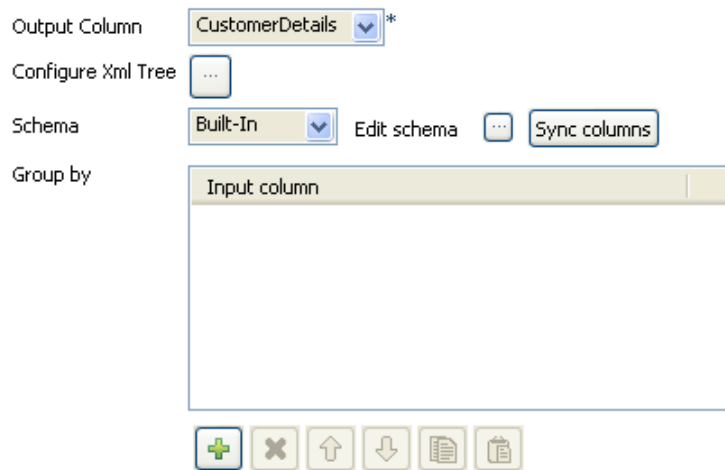 Output Column CustomerDetails *
Configure Xml Tree ...
Schema Built-In Edit schema ... Sync columns
Group by
Input column